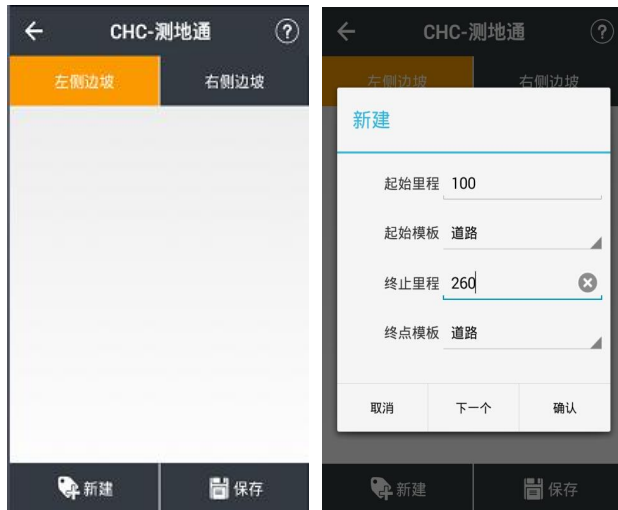 CHC-测地通 ?
左侧边坡 右侧边坡
新建 保存
CHC-测地通 ?
左侧边坡 右侧边坡
新建
起始里程 100
起始模板 道路
终止里程 260
终点模板 道路
取消 下一个 确认
新建 保存